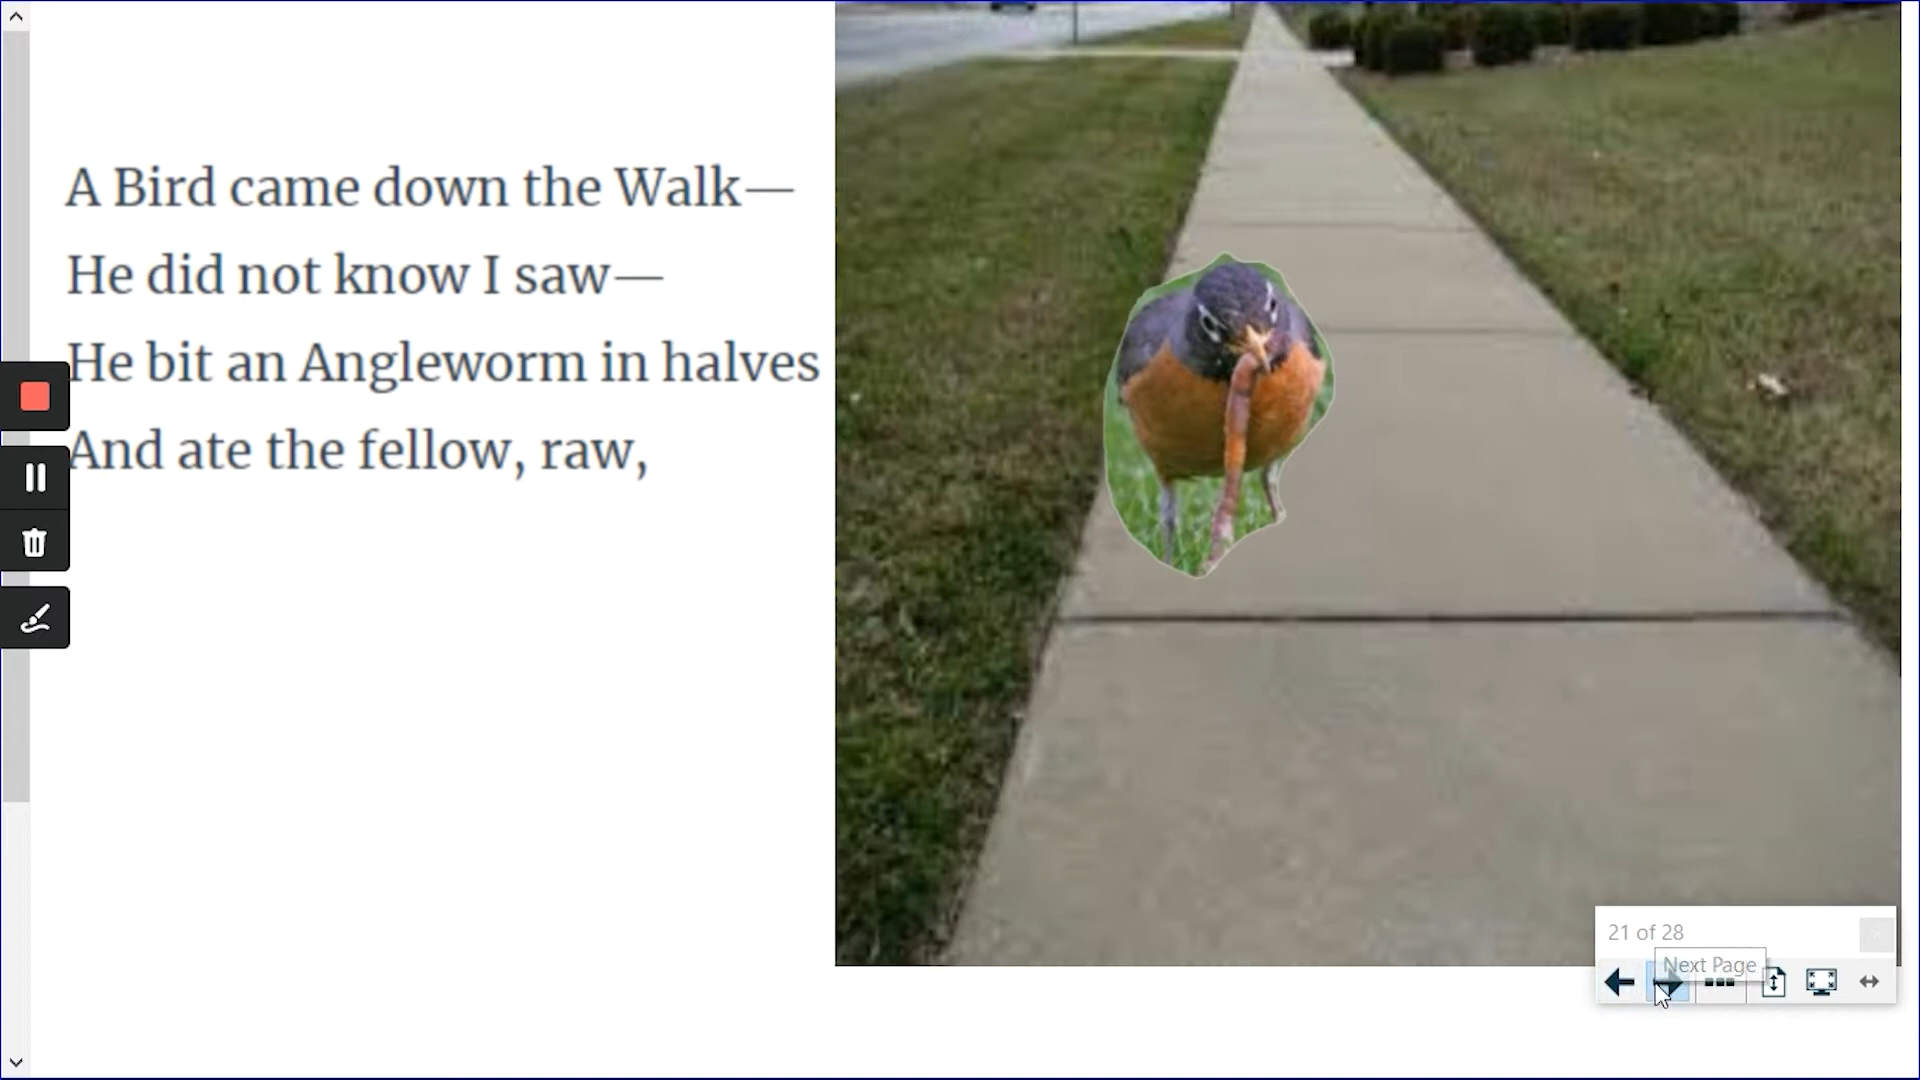 A Bird came down the Walk—
He did not know I saw—
He bit an Angleworm in halves
And ate the fellow, raw,
21 of 28
Next Page